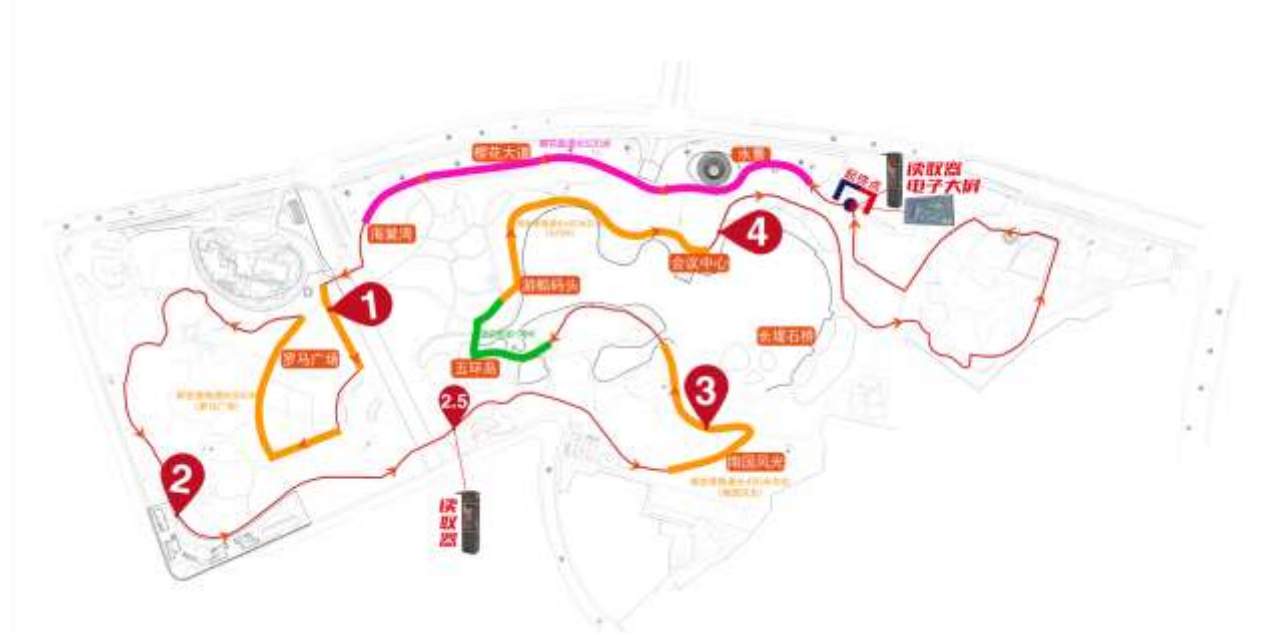 樱花大道
水景
起终点
读取器
电子大屏
海棠湾
4
会议中心
游船码头
1
长堤石桥
罗马广场
五环岛
2.5
3
2
南国风光
读
取
器